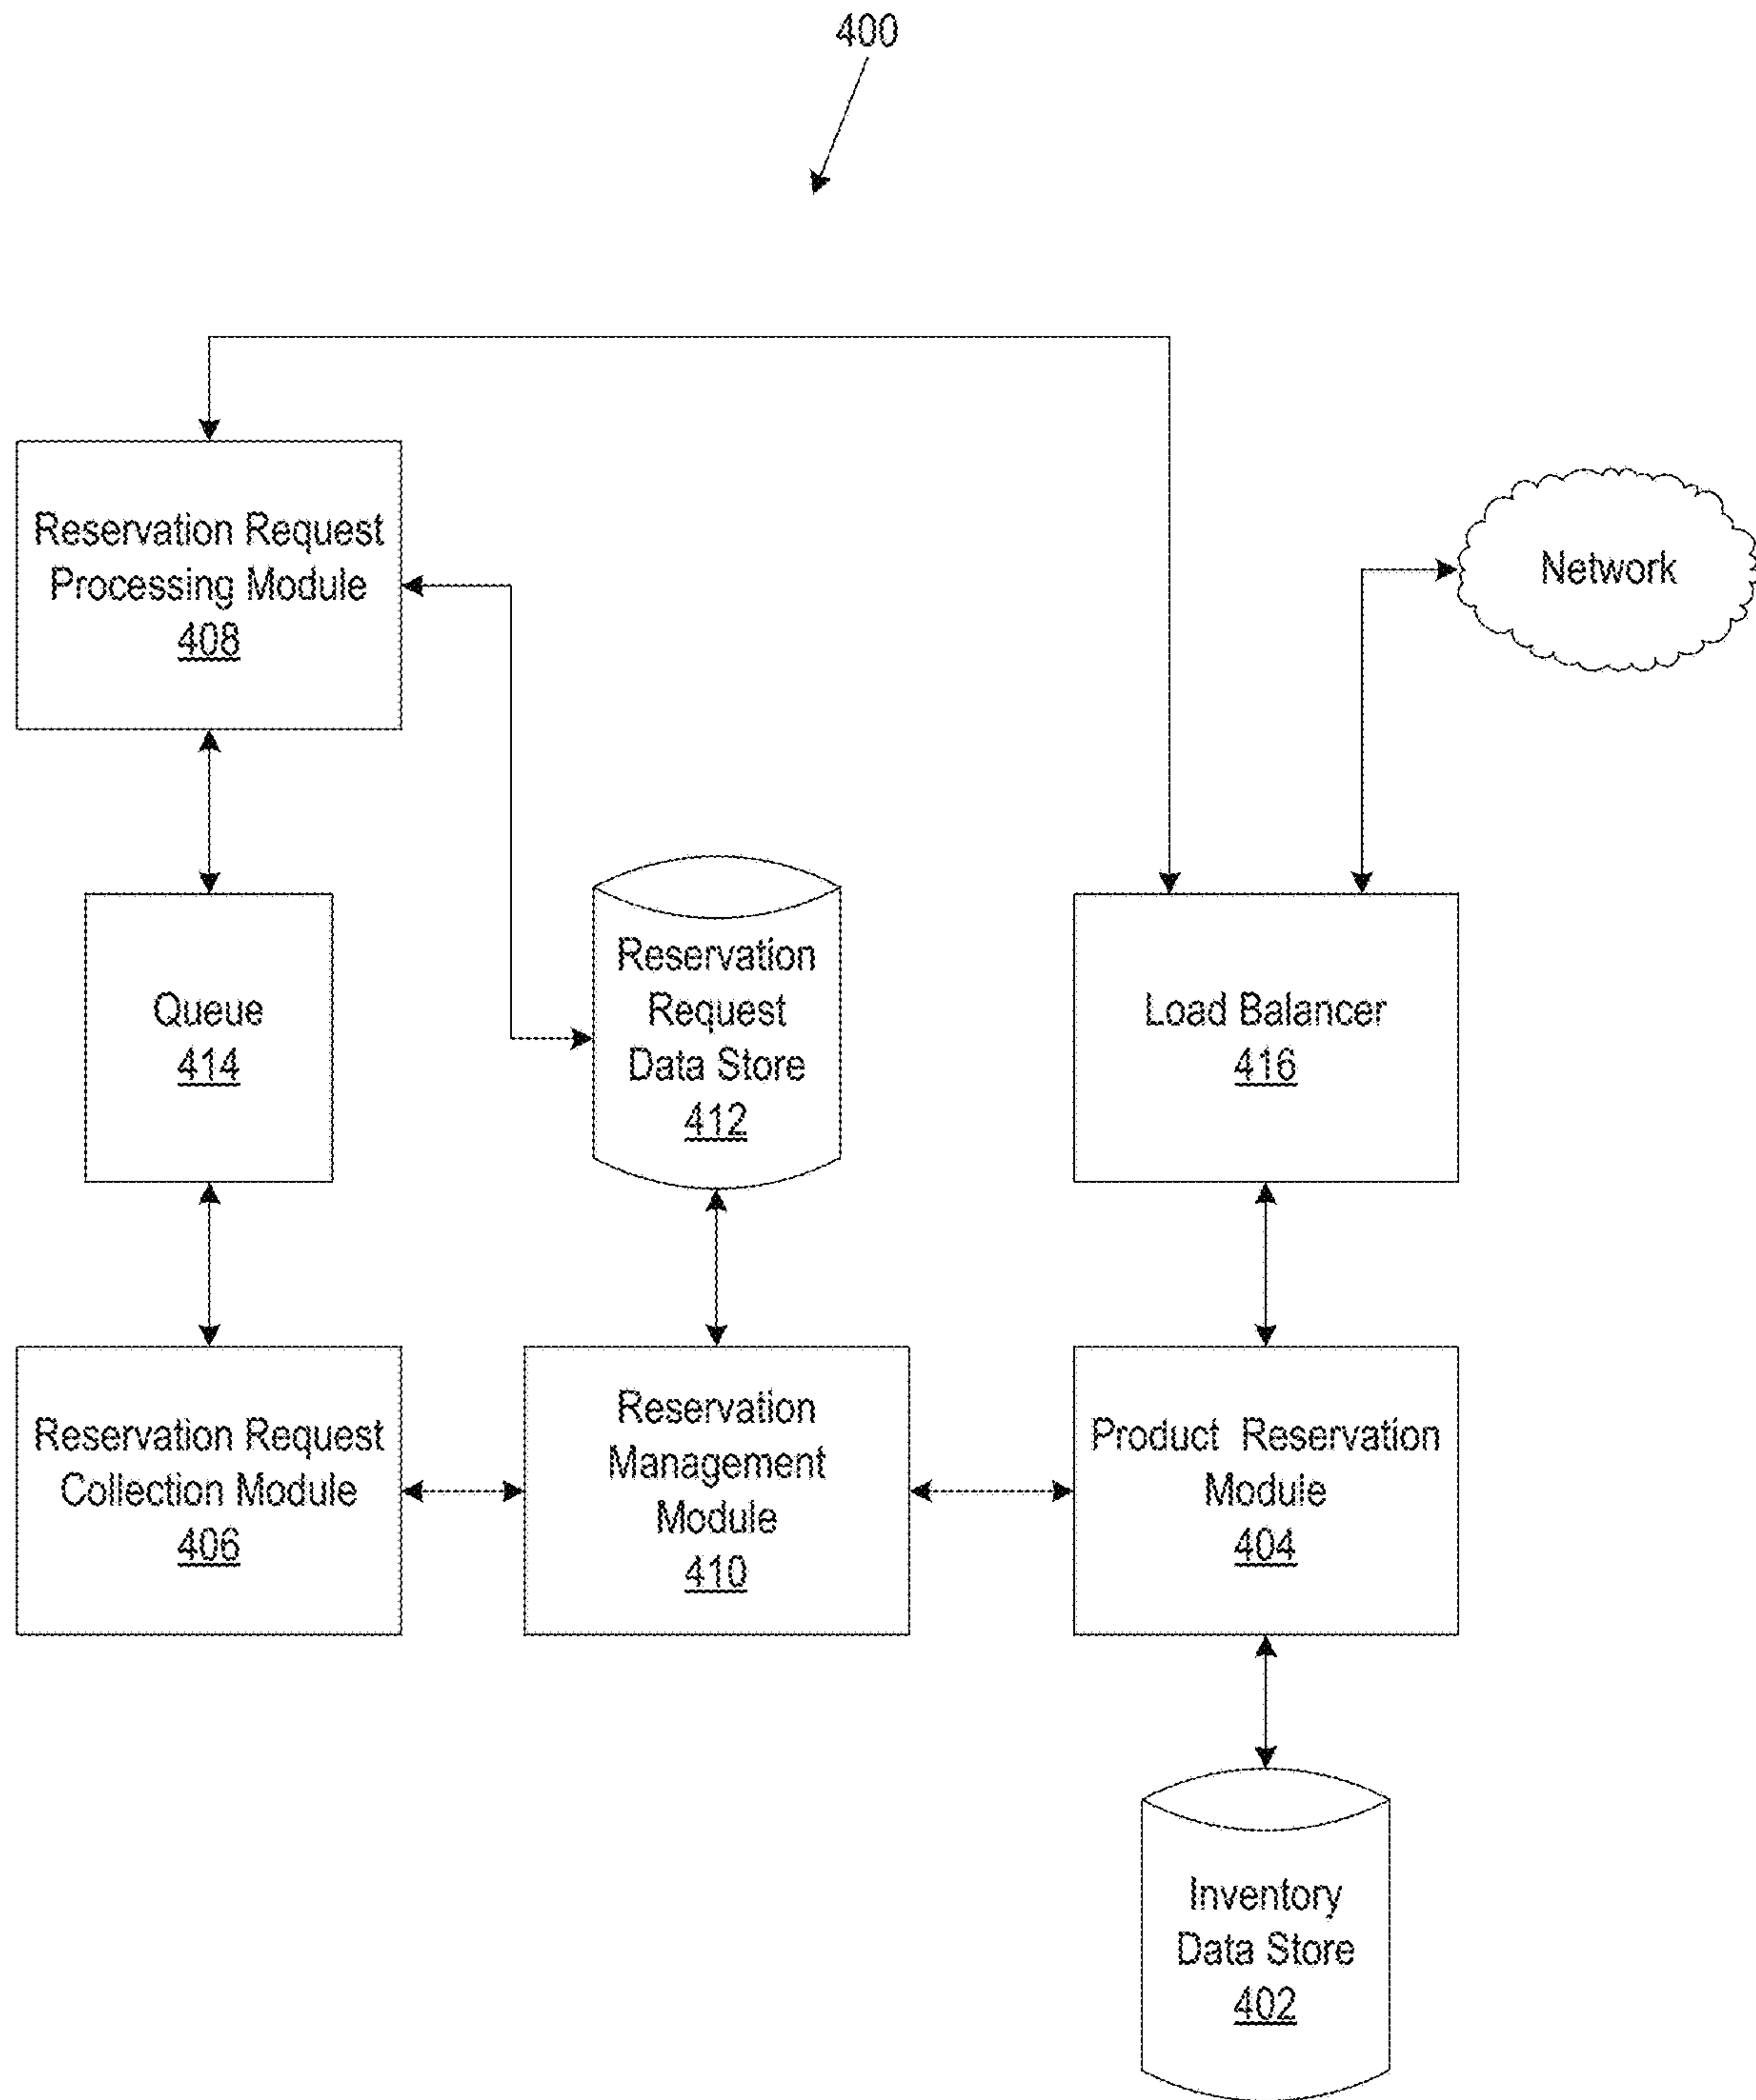 400
Reservation Request
Processing Module
408
Network
Queue
414
Reservation
Request
Data Store
412
Load Balancer
416
Reservation Request
Collection Module
406
Reservation
Management
Module
410
Product Reservation
Module
404
Inventory
Data Store
402